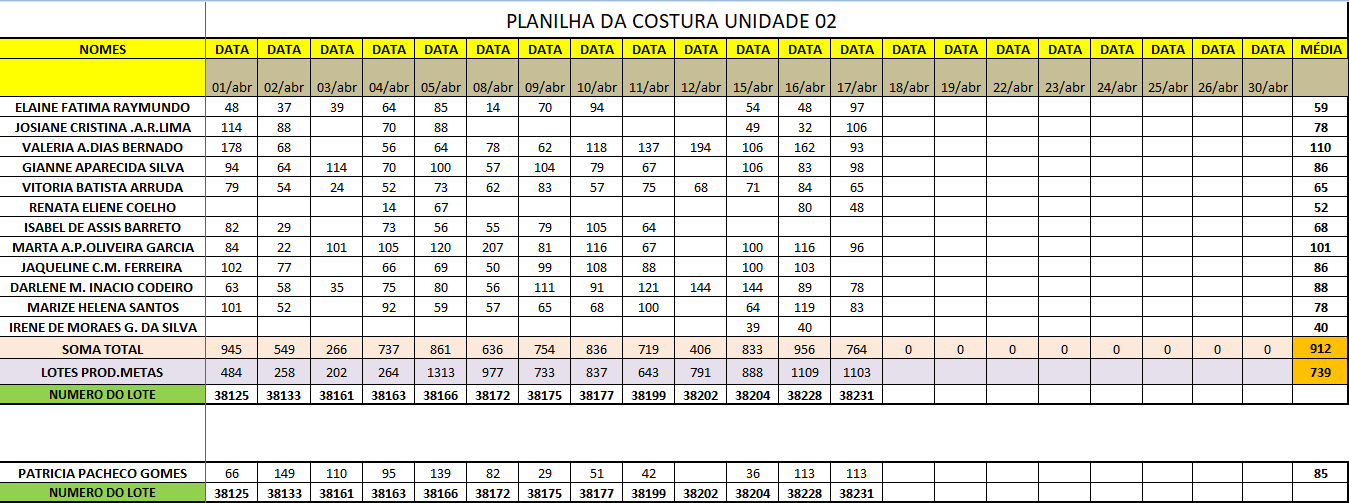 PLANILHA DA COSTURA UNIDADE 02
NOMES DATA DATA DATA DATA DATA DATA DATA DATA DATA DATA DATA DATA DATA DATA DATA DATA DATA DATA DATA DATA DATA MÉDIA
01/abr 02/abr 03/abr 04/abr 05/abr 08/abr 09/abr 10/abr 11/abr 12/abr 15/abr 16/abr 17/abr 18/abr 19/abr 22/abr 23/abr 24/abr 25/abr 26/abr 30/abr
ELAINE FATIMA RAYMUNDO 48 37 39 64 85 14 70 94 54 48 97 59
JOSIANE CRISTINA .A.R.LIMA 114 88 70 88 49 32 106 78
VALERIA A.DIAS BERNADO 178 68 56 64 78 62 118 137 194 106 162 93 110
GIANNE APARECIDA SILVA 94 64 114 70 100 57 104 79 67 106 83 98 86
VITORIA BATISTA ARRUDA 79 54 24 52 73 62 83 57 75 68 71 84 65 65
RENATA ELIENE COELHO 14 67 80 48 52
ISABEL DE ASSIS BARRETO 82 29 73 56 55 79 105 64 68
MARTA A.P.OLIVEIRA GARCIA 84 22 101 105 120 207 81 116 67 100 116 96 101
JAQUELINE C.M. FERREIRA 102 77 66 69 50 99 108 88 100 103 86
DARLENE M. INACIO CODEIRO 63 58 35 75 80 56 111 91 121 144 144 89 78 88
MARIZE HELENA SANTOS 101 52 92 59 57 65 68 100 64 119 83 78
IRENE DE MORAES G. DA SILVA 39 40 40
SOMA TOTAL 945 549 266 737 861 636 754 836 719 406 833 956 764 0 0 0 0 0 0 0 0 912
LOTES PROD.METAS 484 258 202 264 1313 977 733 837 643 791 888 1109 1103 739
NUMERO DO LOTE 38125 38133 38161 38163 38166 38172 38175 38177 38199 38202 38204 38228 38231
PATRICIA PACHECO GOMES 66 149 110 95 139 82 29 51 42 36 113 113 85
NUMERO DO LOTE 38125 38133 38161 38163 38166 38172 38175 38177 38199 38202 38204 38228 38231